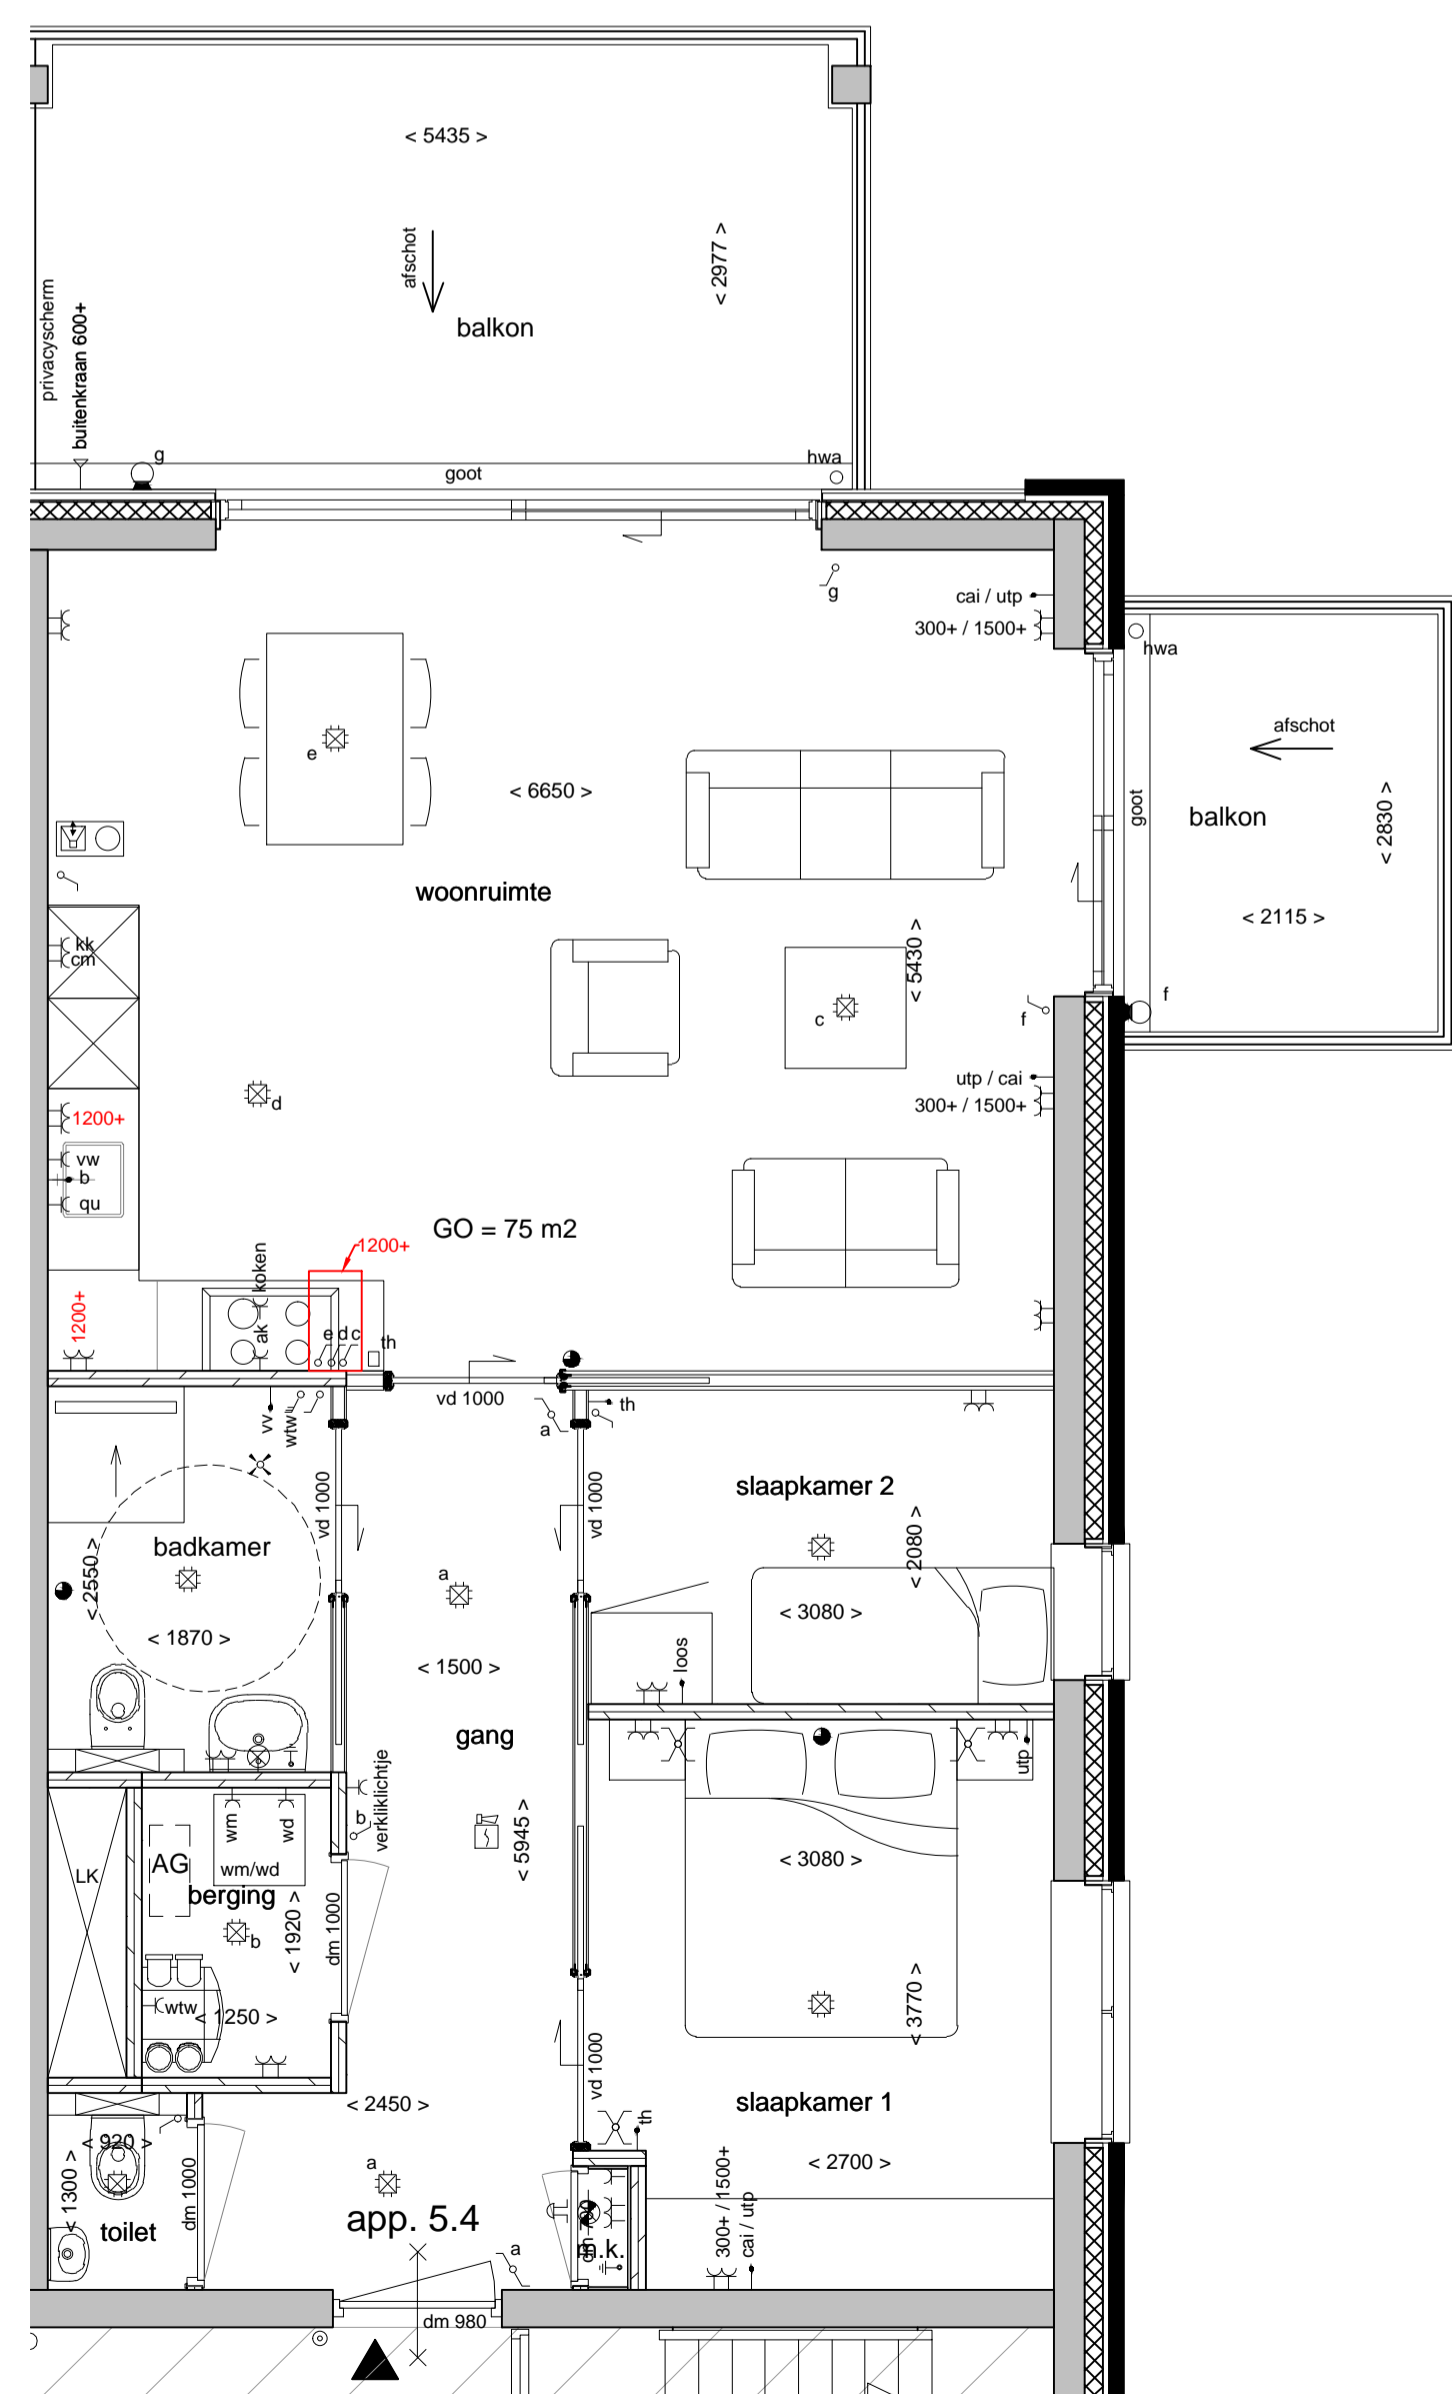 < 5435 >
< 2977 >
afschot
balkon
privacyscherm
buitenkraan 600+
g
goot
hwa
g
cai / utp
300+ / 1500+
hwa
afschot
goot
balkon
< 2830 >
< 2115 >
e
< 6650 >
woonruimte
< 5430 >
kk
cm
c
f
f
d
utp / cai
300+ / 1500+
1200+
vw
b
qu
GO = 75 m2
1200+
koken
1200+
ak
e d c
th
vd 1000
vv
wtw
a
th
vd 1000
vd 1000
slaapkamer 2
< 2080 >
badkamer
< 2550 >
a
< 3080 >
< 1870 >
< 1500 >
loos
gang
utp
verkliklichtje
b
wm
wd
AG
wm/wd
LK
berging
< 5945 >
< 3080 >
< 1920 >
dm 1000
b
wtw
< 1250 >
< 3770 >
vd 1000
< 2450 >
slaapkamer 1
th
< 920 >
< 1300 >
dm 1000
a
< 2700 >
toilet
app. 5.4
300+ / 1500+
cai / utp
m.k.
a
dm 980